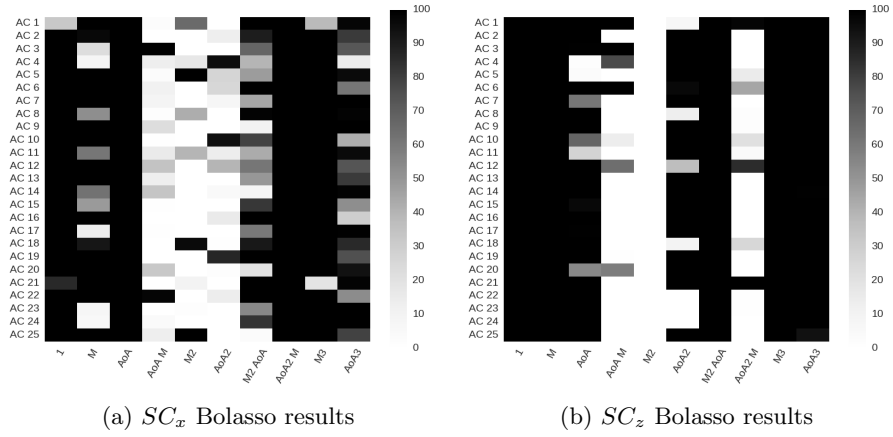 AC 1
AC 2
AC 3
AC 4
AC 5
AC 6
AC 7
AC 8
AC 9
AC 10
AC 11
AC 12
AC 13
AC 14
AC 15
AC 16
AC 17
AC 18
AC 19
AC 20
AC 21
AC 22
AC 23
AC 24
AC 25
1 M AoA AoA M M2 AoA2 M2 AoA AoA2 M M3 AoA3
100
90
80
70
60
50
40
30
20
10
0
(a) SCx Bolasso results
AC 1
AC 2
AC 3
AC 4
AC 5
AC 6
AC 7
AC 8
AC 9
AC 10
AC 11
AC 12
AC 13
AC 14
AC 15
AC 16
AC 17
AC 18
AC 19
AC 20
AC 21
AC 22
AC 23
AC 24
AC 25
1 M AoA AoA M M2 AoA2 M2 AoA AoA2 M M3 AoA3
100
90
80
70
60
50
40
30
20
10
0
(b) SCz Bolasso results